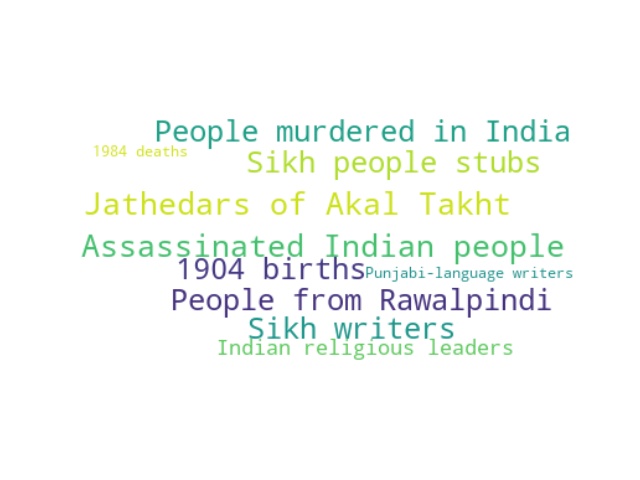 People murdered in India
1984 deaths
Sikh people stubs
Jathedars of Akal Takht
Assassinated Indian people
1904 births
Punjabi-language writers
People from Rawalpindi
Sikh writers
Indian religious leaders